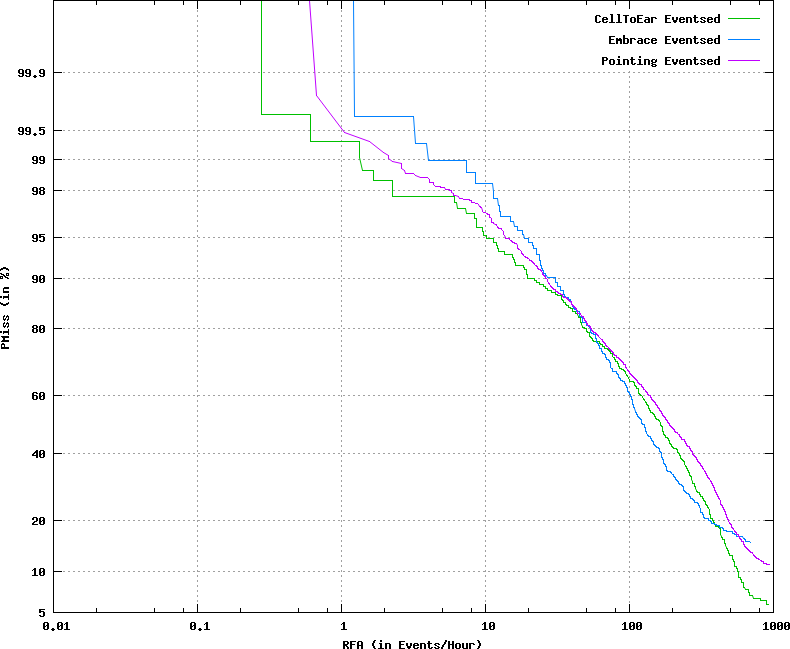 CellToEar Eventsed
Embrace Eventsed
Pointing Eventsed
99.9
99.5
99
98
95
90
80
60
40
20
10
5
PMiss (in %)
0.01 0.1 1 10 100 1000
RFA (in Events/Hour)